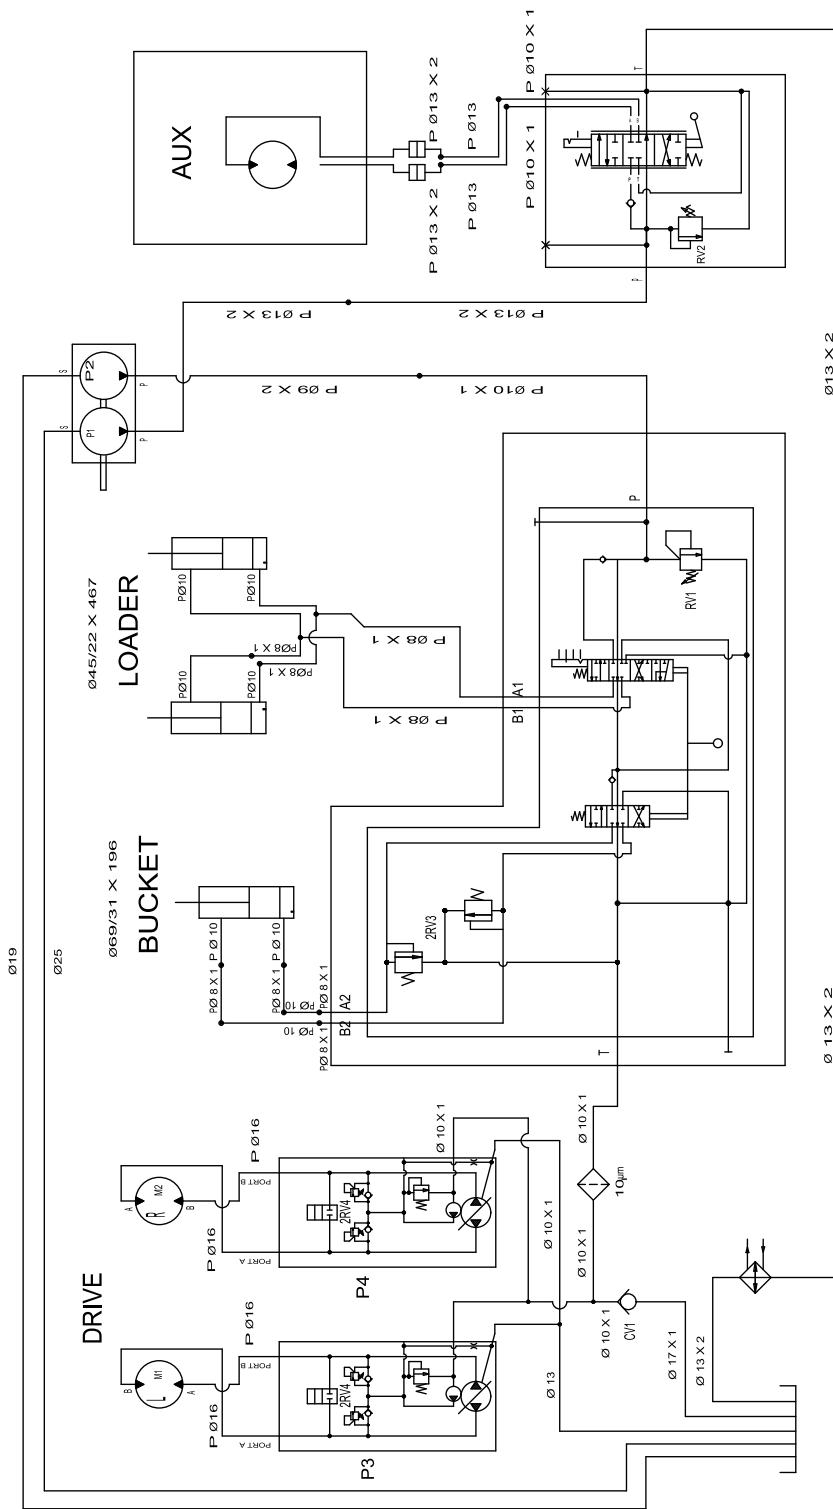 AUX
P Ø13 X 2
P Ø13
P Ø13 X 2
P Ø13
P Ø10 X 1
P Ø10 X 1
T
P
RV2
P Ø13 X 2
P Ø13 X 2
Ø13 X 2
S
P2
P
S
P1
P
P Ø9 X 2
P Ø10 X 1
Ø45/22 X 467
LOADER
PØ10
PØ10
PØ10
PØ10
PØ8 X 1
PØ8 X 1
P Ø8 X 1
P Ø8 X 1
B1
A1
P
RV1
Ø19
Ø25
Ø69/31 X 196
BUCKET
PØ 8 X 1
P Ø 10
PØ 8 X 1
P Ø 10
PØ 10
PØ 10
PØ 8 X 1
PØ 8 X 1
A2
B2
2RV3
T
Ø 13 X 2
DRIVE
A
R
M2
B
P Ø16
P Ø16
PORT B
PORT A
2RV4
P4
Ø 10 X 1
Ø 10 X 1
Ø 10 X 1
10µm
Ø 10 X 1
B
L
M1
A
P Ø16
P Ø16
PORT B
PORT A
2RV4
P3
Ø 13
Ø 10 X 1
CV1
Ø 17 X 1
Ø 13 X 2